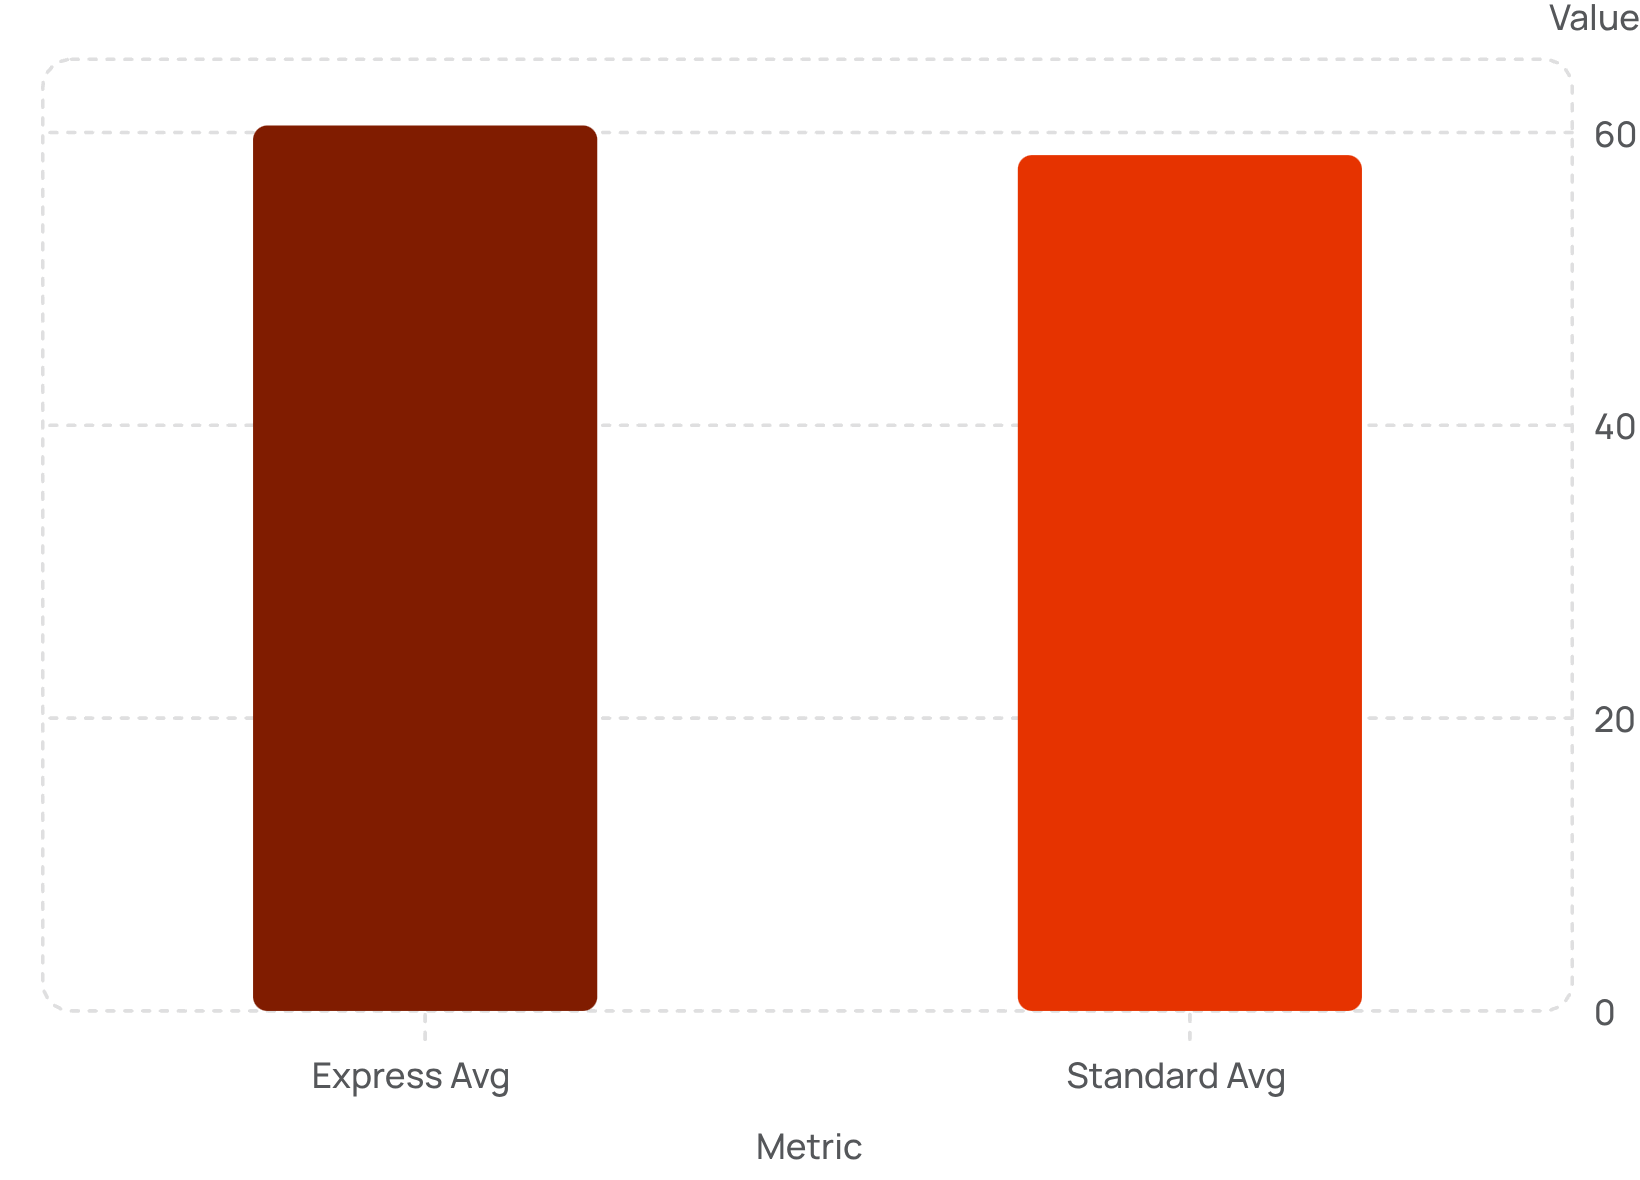 Value
60
40
20
0
Express Avg
Standard Avg
Metric